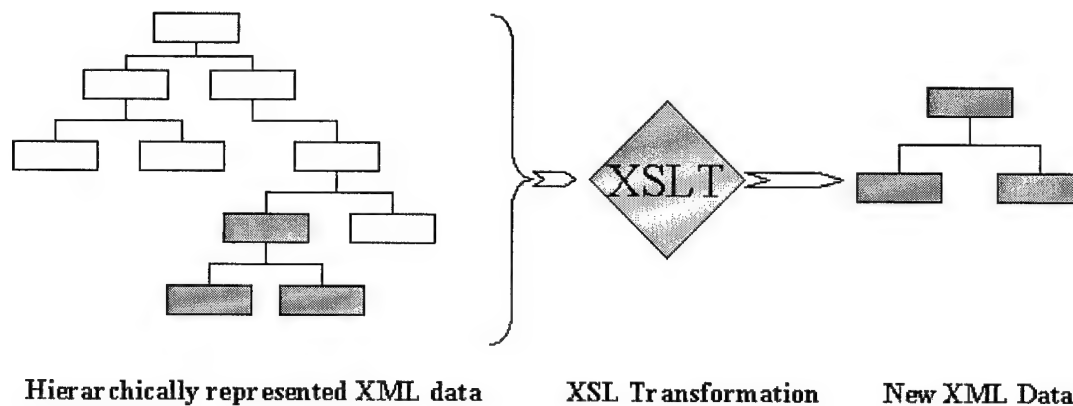 XSLT
Hierarchically represented XML data
XSL Transformation
New XML Data